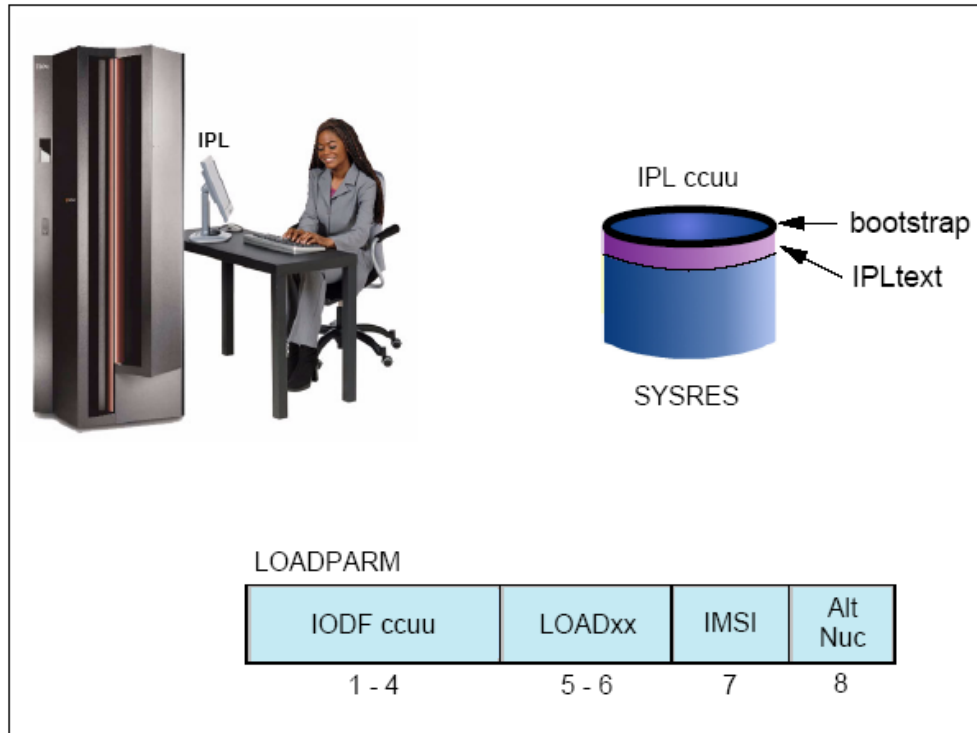 IPL
IPL ccuu
bootstrap
IPLtext
SYSRES
LOADPARM
IODF ccuu
LOADxx
IMSI
Alt
Nuc
1 - 4
5 - 6
7
8